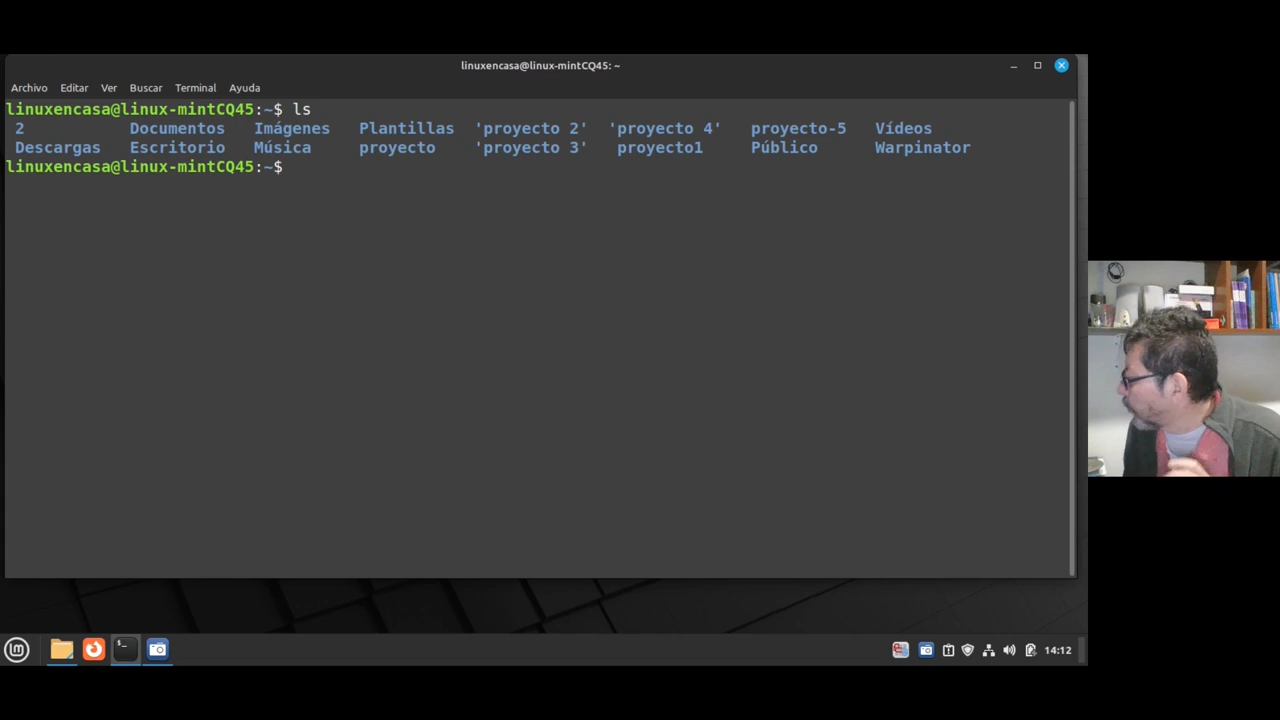 linuxencasa@linux-mintCQ45: ~
Archivo Editar Ver Buscar Terminal Ayuda
linuxencasa@linux-mintCQ45:~$ ls
2 Documentos Imágenes Plantillas 'proyecto 2' 'proyecto 4' proyecto-5 Vídeos
Descargas Escritorio Música proyecto 'proyecto 3' proyecto1 Público Warpinator
linuxencasa@linux-mintCQ45:~$
14:12